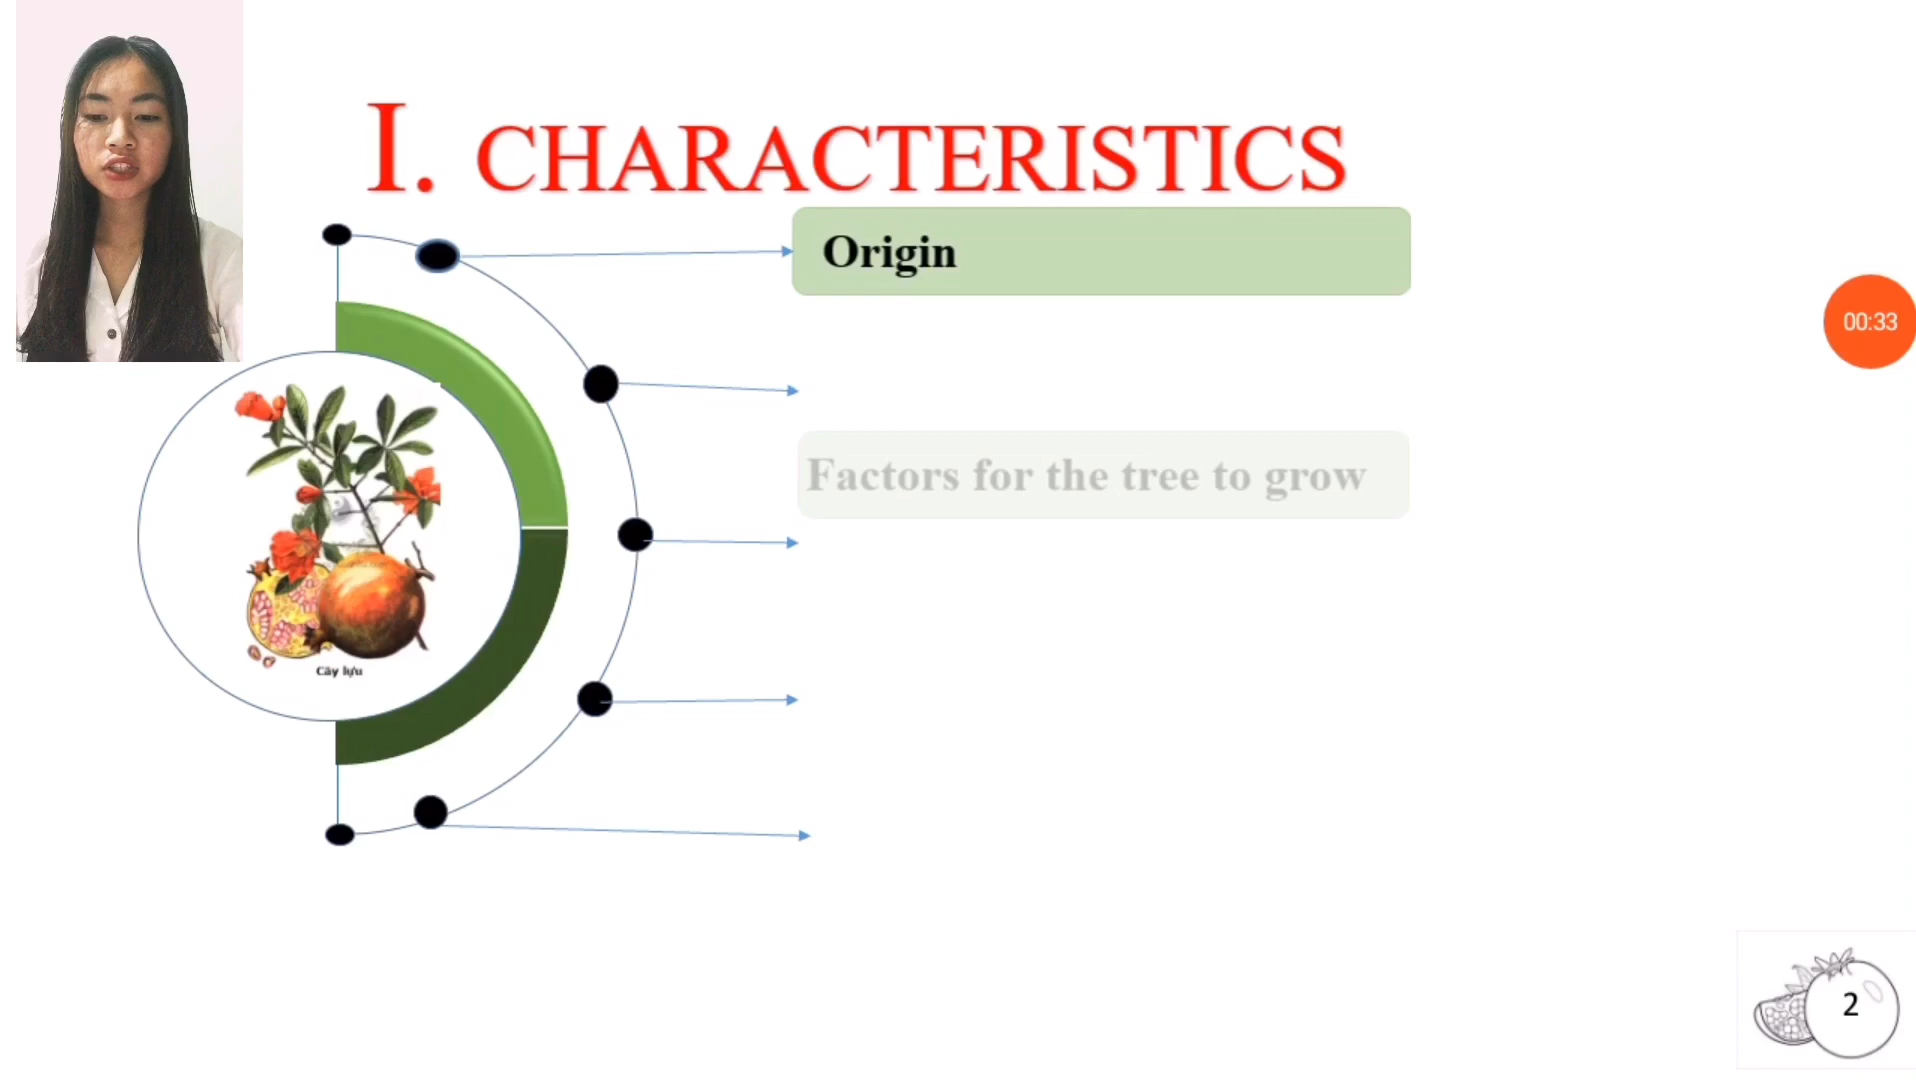 I. CHARACTERISTICS
Origin
00:33
Factors for the tree to grow
Cây lựu
2